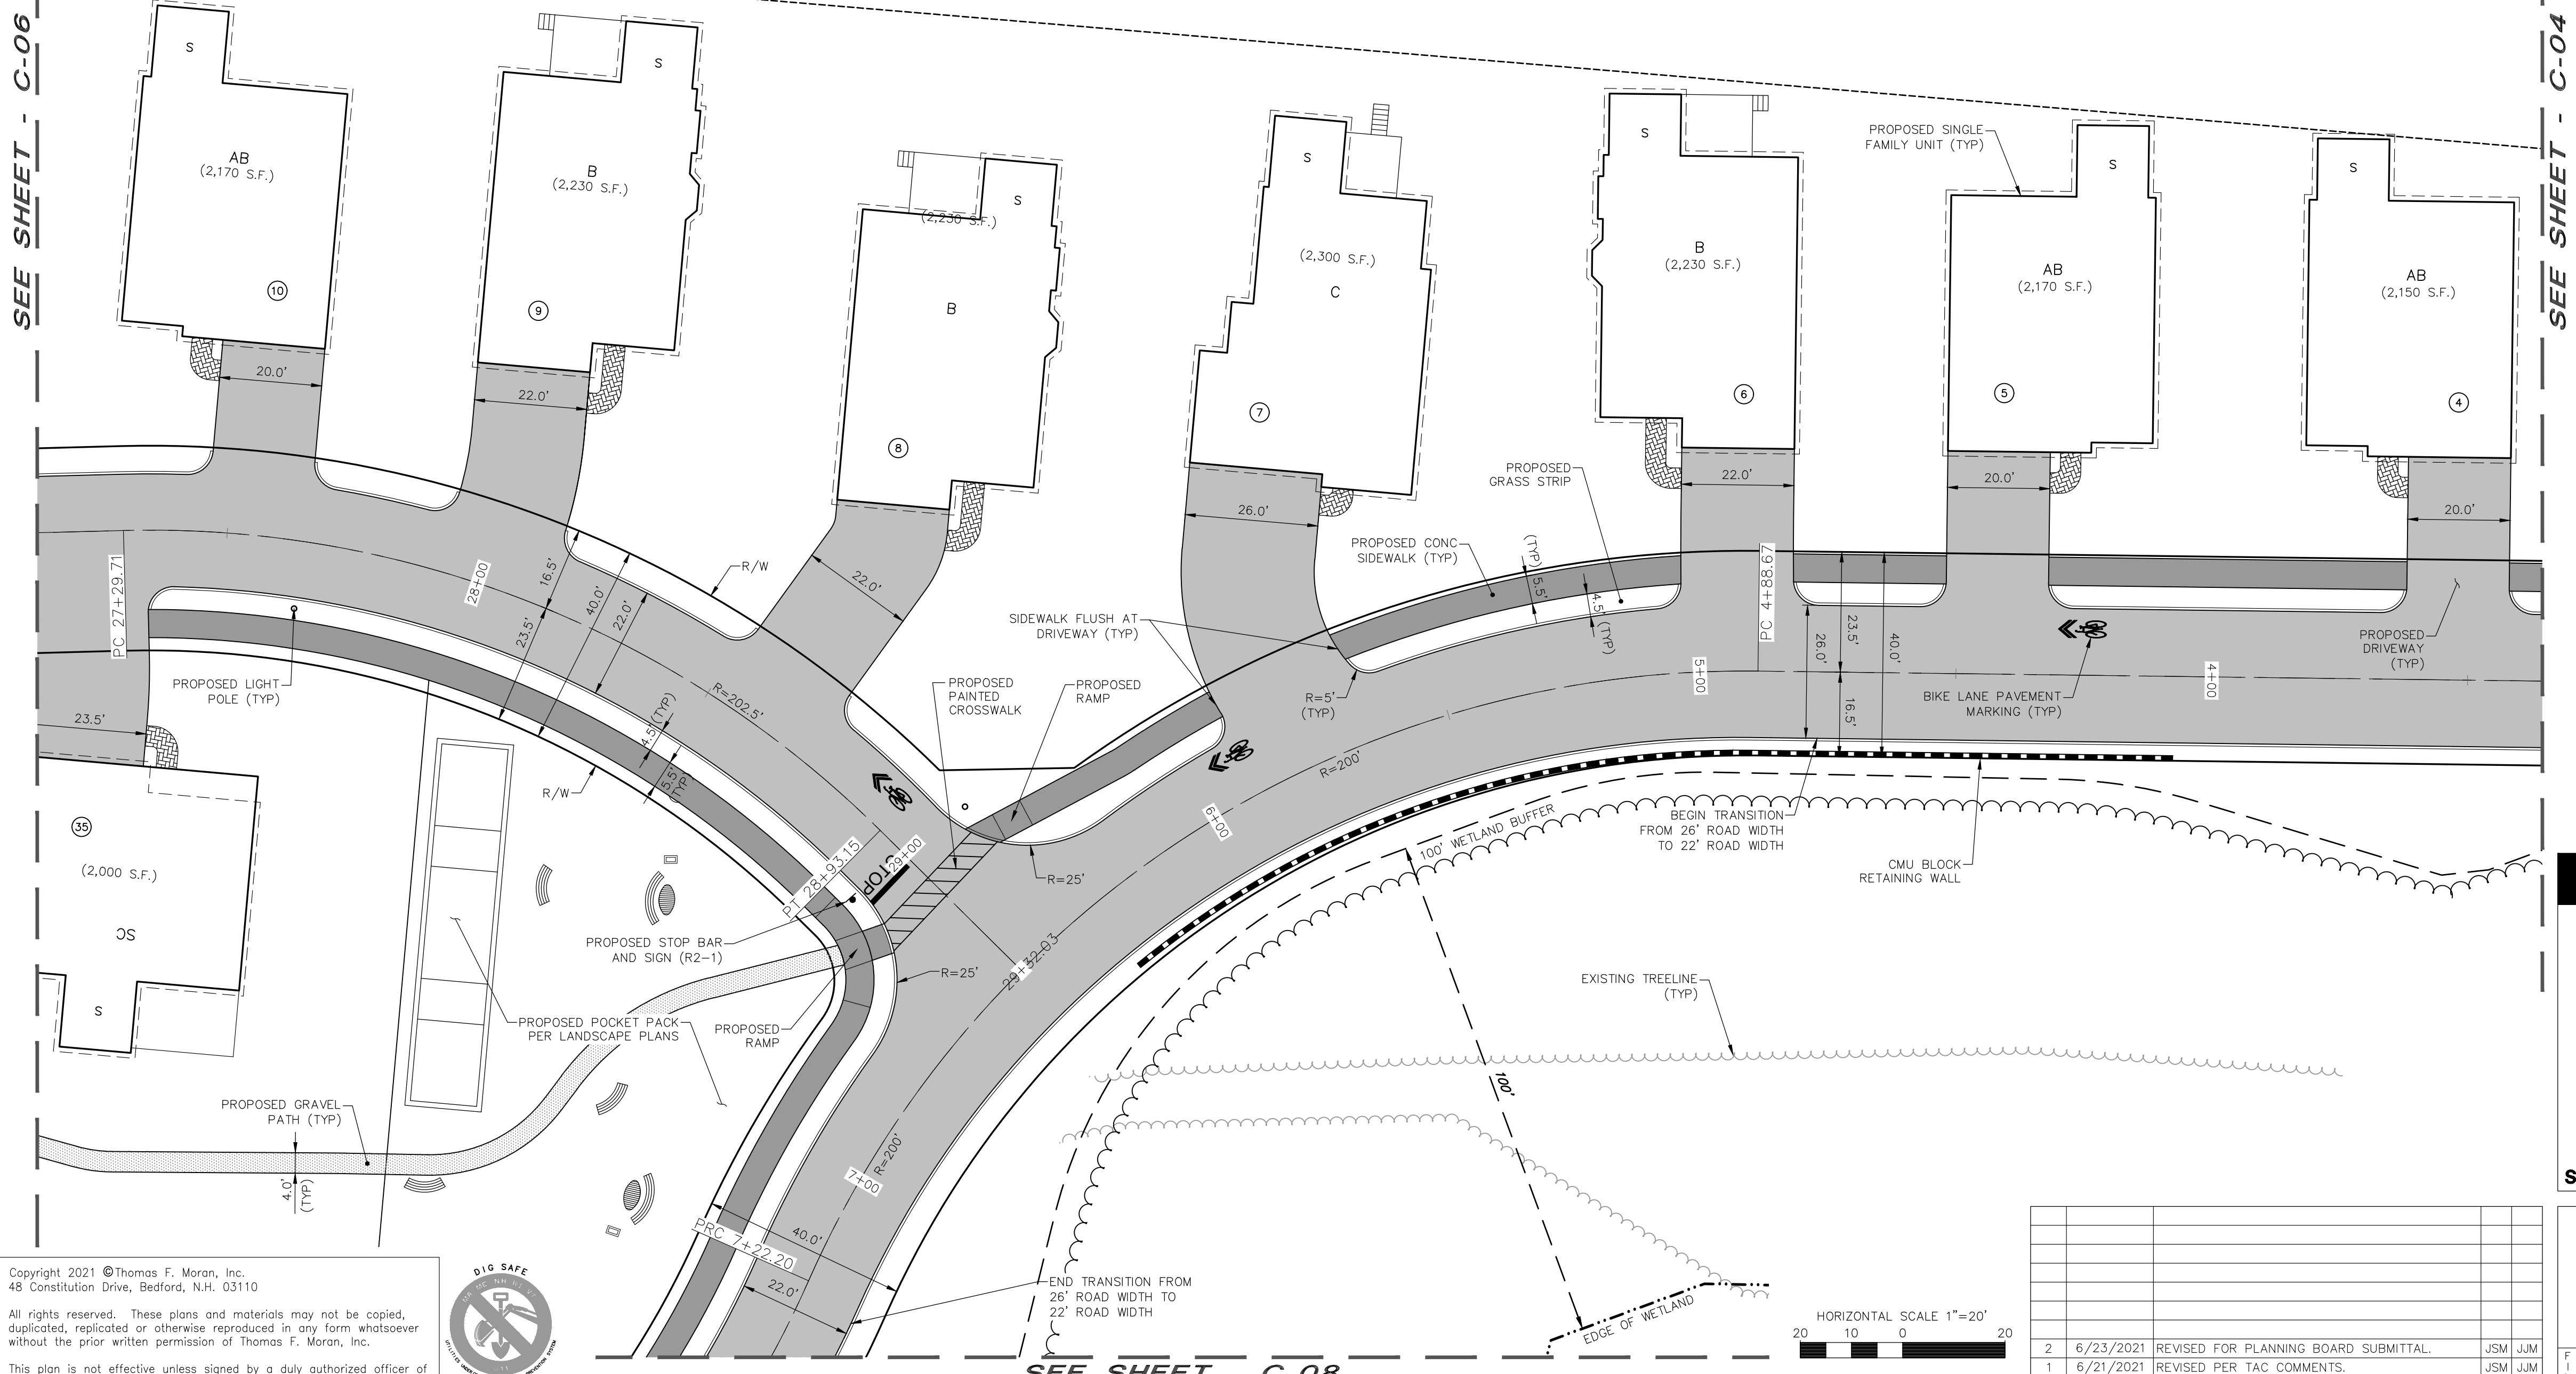 SEE SHEET - C-06
SEE SHEET - C-04
S
AB
(2,170 S.F.)
10
20.0'
S
B
(2,230 S.F.)
9
22.0'
S
(2,230 S.F.)
B
8
22.0'
S
(2,300 S.F.)
C
7
26.0'
S
B
(2,230 S.F.)
6
22.0'
PROPOSED SINGLE
FAMILY UNIT (TYP)
S
AB
(2,170 S.F.)
5
20.0'
S
AB
(2,150 S.F.)
4
20.0'
PC 27+29.71
28+00
16.5'
23.5'
40.0'
22.0'
R/W
PROPOSED
GRASS STRIP
PROPOSED CONC
SIDEWALK (TYP)
(TYP)
5.5'
4.5'
(TYP)
SIDEWALK FLUSH AT
DRIVEWAY (TYP)
PC 4+88.67
5+00
26.0'
23.5'
16.5'
40.0'
4+00
BIKE LANE PAVEMENT
MARKING (TYP)
PROPOSED
DRIVEWAY
(TYP)
PROPOSED LIGHT
POLE (TYP)
R=202.5'
4.5'(TYP)
5.5'
(TYP)
PROPOSED
PAINTED
CROSSWALK
PROPOSED
RAMP
R=5'
(TYP)
R=200'
6+00
23.5'
R/W
35
(2,000 S.F.)
SC
S
PT 28+93.15
STOP
29+00
R=25'
100' WETLAND BUFFER
BEGIN TRANSITION
FROM 26' ROAD WIDTH
TO 22' ROAD WIDTH
CMU BLOCK
RETAINING WALL
PROPOSED STOP BAR
AND SIGN (R2-1)
R=25'
29+32.03
EXISTING TREELINE
(TYP)
PROPOSED POCKET PACK
PER LANDSCAPE PLANS
PROPOSED
RAMP
100'
PROPOSED GRAVEL
PATH (TYP)
4.0'
(TYP)
R=200'
7+00
PRC 7+22.20
40.0'
22.0'
END TRANSITION FROM
26' ROAD WIDTH TO
22' ROAD WIDTH
EDGE OF WETLAND
HORIZONTAL SCALE 1"=20'
20 10 0 20
Copyright 2021 ©Thomas F. Moran, Inc.
48 Constitution Drive, Bedford, N.H. 03110
All rights reserved. These plans and materials may not be copied,
duplicated, replicated or otherwise reproduced in any form whatsoever
without the prior written permission of Thomas F. Moran, Inc.
This plan is not effective unless signed by a duly authorized officer of
DIG SAFE
SEE SHEET C-08
2 6/23/2021 REVISED FOR PLANNING BOARD SUBMITTAL. JSM JJM
1 6/21/2021 REVISED PER TAC COMMENTS. JSM JJM
S
F